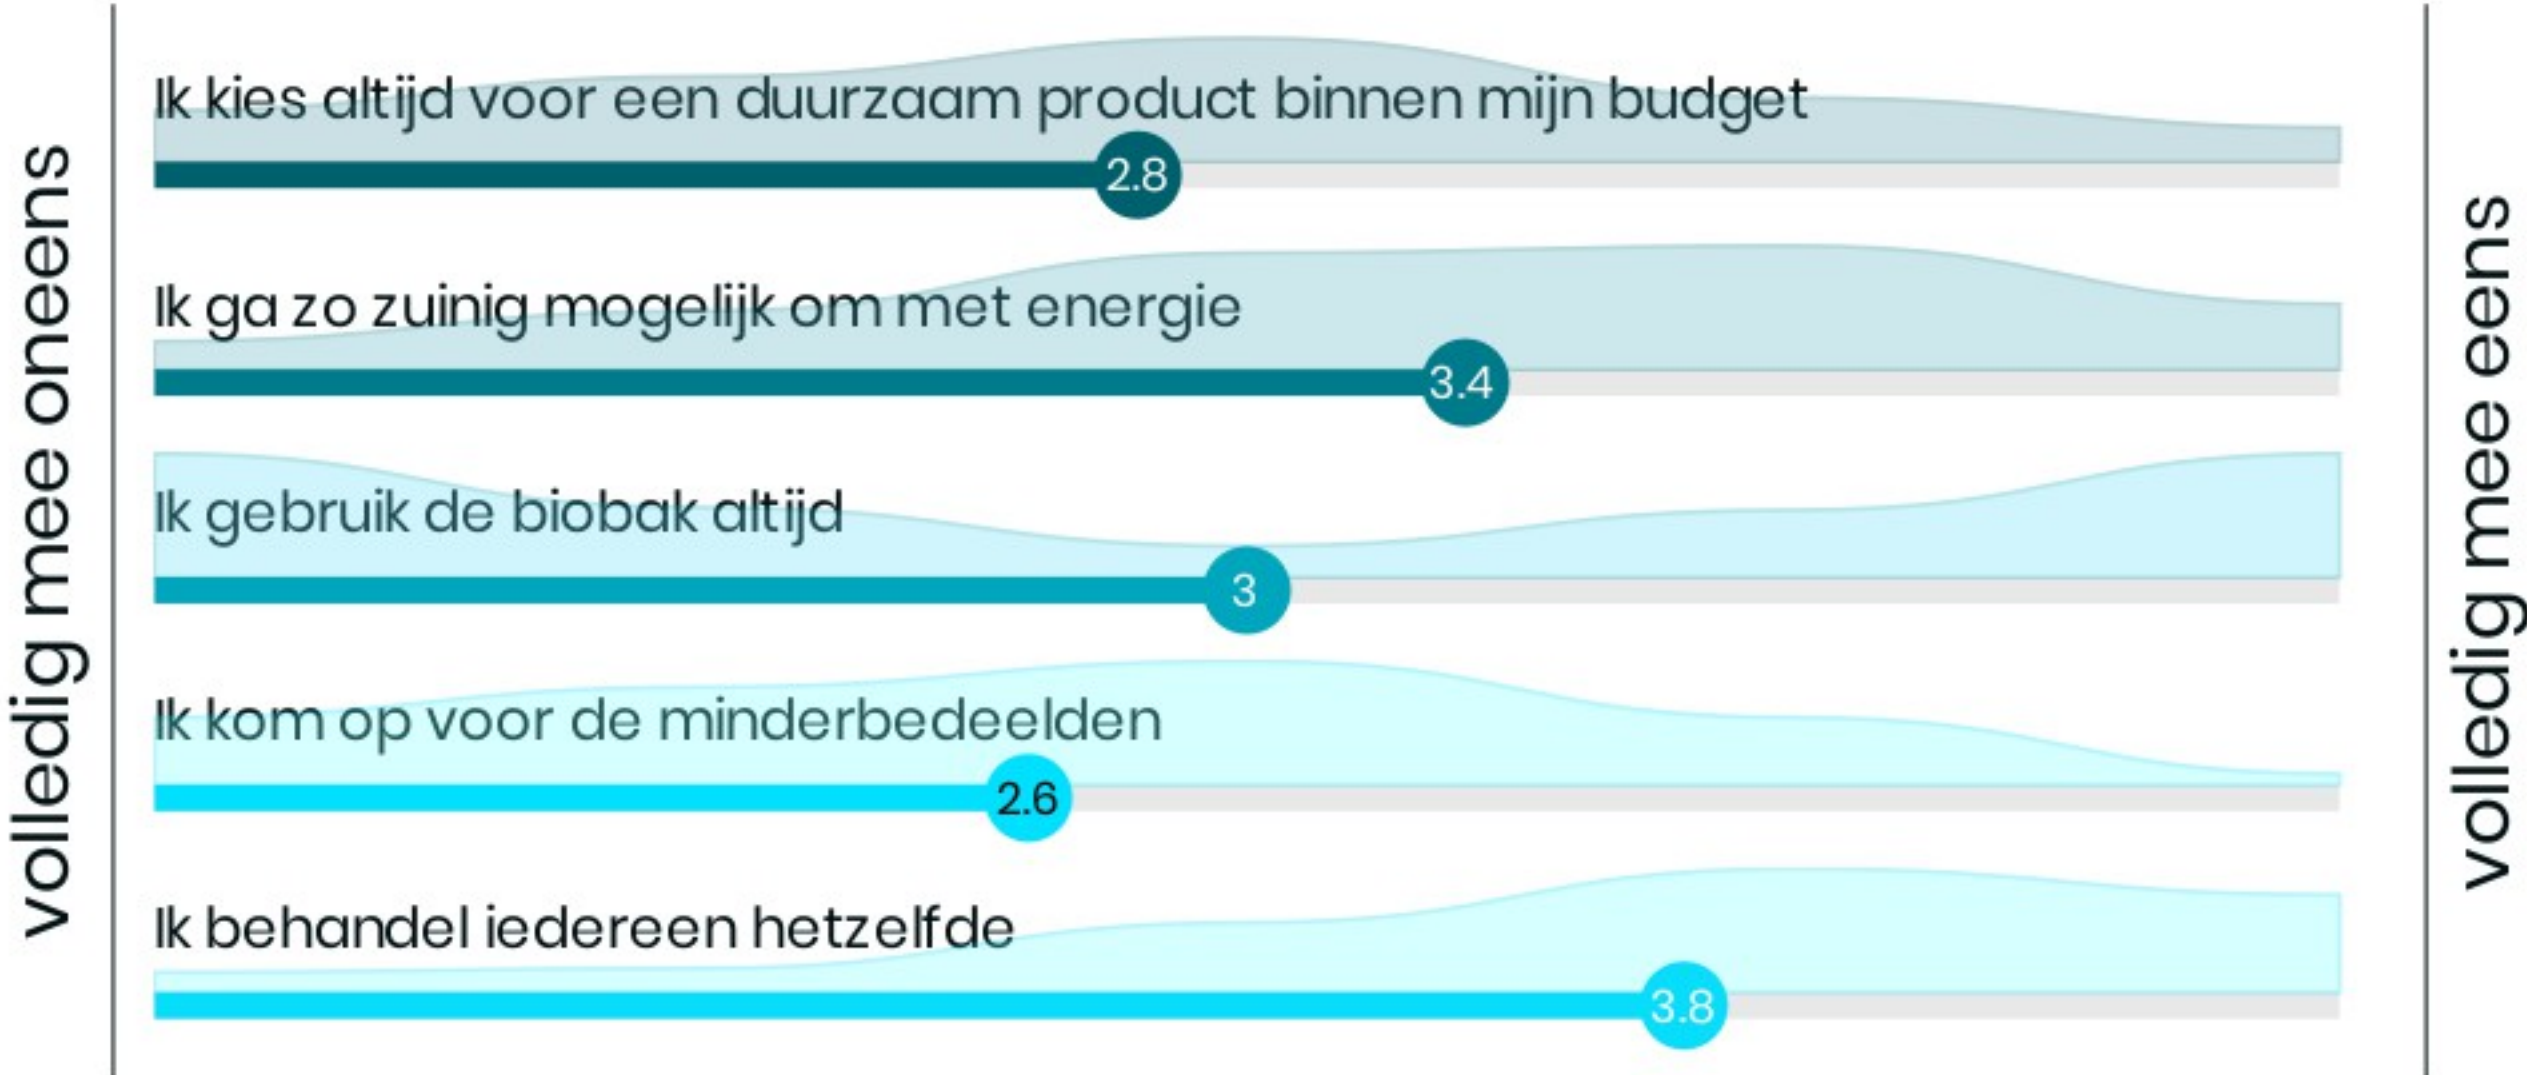 volledig mee oneens
Ik kies altijd voor een duurzaam product binnen mijn budget
2.8
Ik ga zo zuinig mogelijk om met energie
3.4
Ik gebruik de biobak altijd
3
Ik kom op voor de minderbedeelden
2.6
Ik behandel iedereen hetzelfde
3.8
volledig mee eens